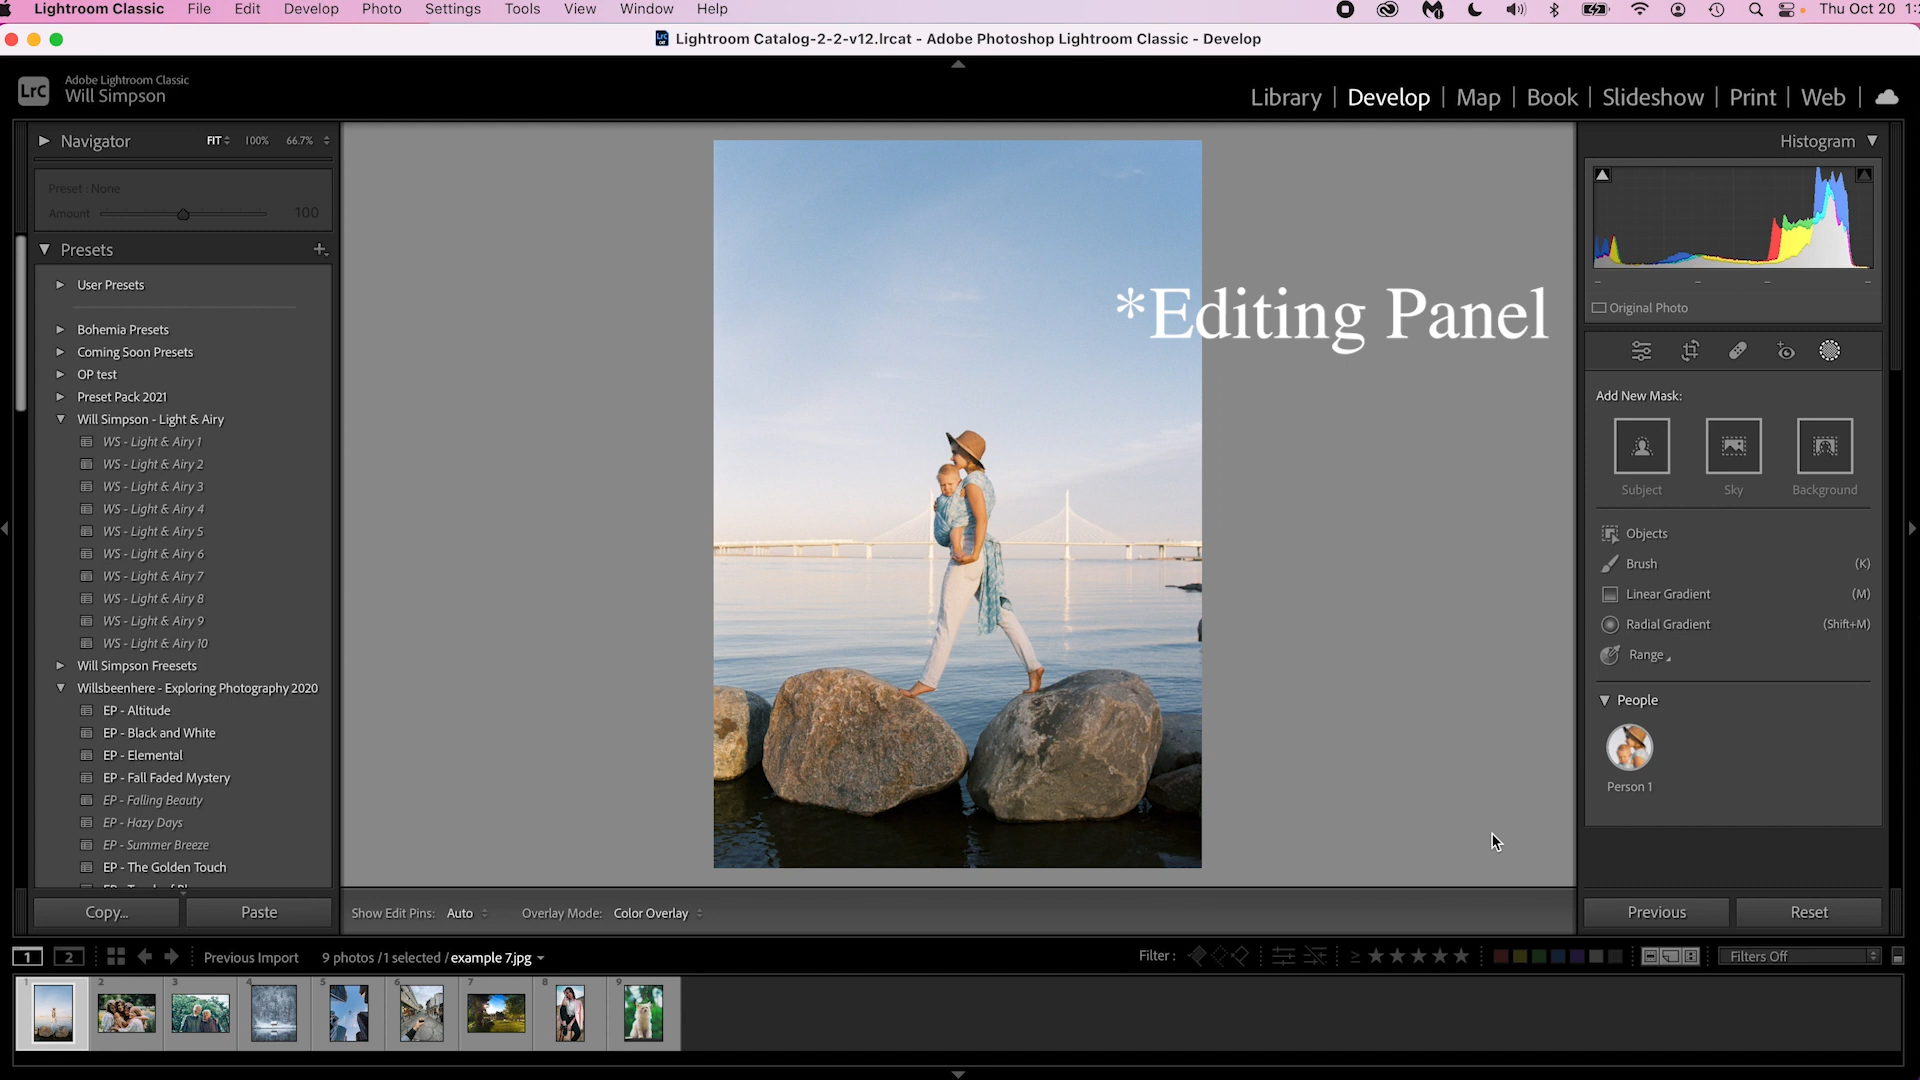 Lightroom Classic File Edit Develop Photo Settings Tools View Window Help Thu Oct 20
Lightroom Catalog-2-2-v12.lrcat - Adobe Photoshop Lightroom Classic - Develop
LrC
Adobe Lightroom Classic
Will Simpson
Library | Develop | Map | Book | Slideshow | Print | Web
Navigator FIT 100% 66.7%
Preset : None
Amount 100
Presets
User Presets
Bohemia Presets
Coming Soon Presets
OP test
Preset Pack 2021
Will Simpson - Light & Airy
WS - Light & Airy 1
WS - Light & Airy 2
WS - Light & Airy 3
WS - Light & Airy 4
WS - Light & Airy 5
WS - Light & Airy 6
WS - Light & Airy 7
WS - Light & Airy 8
WS - Light & Airy 9
WS - Light & Airy 10
Will Simpson Freesets
Willsbeenhere - Exploring Photography 2020
EP - Altitude
EP - Black and White
EP - Elemental
EP - Fall Faded Mystery
EP - Falling Beauty
EP - Hazy Days
EP - Summer Breeze
EP - The Golden Touch
Copy... Paste
*Editing Panel
Show Edit Pins: Auto Overlay Mode: Color Overlay
Histogram
Original Photo
Add New Mask:
Subject Sky Background
Objects
Brush (K)
Linear Gradient (M)
Radial Gradient (Shift+M)
Range
People
Person 1
Previous Reset
1 2 Previous Import 9 photos / 1 selected / example 7.jpg Filter : Filters Off
1 2 3 4 5 6 7 8 9